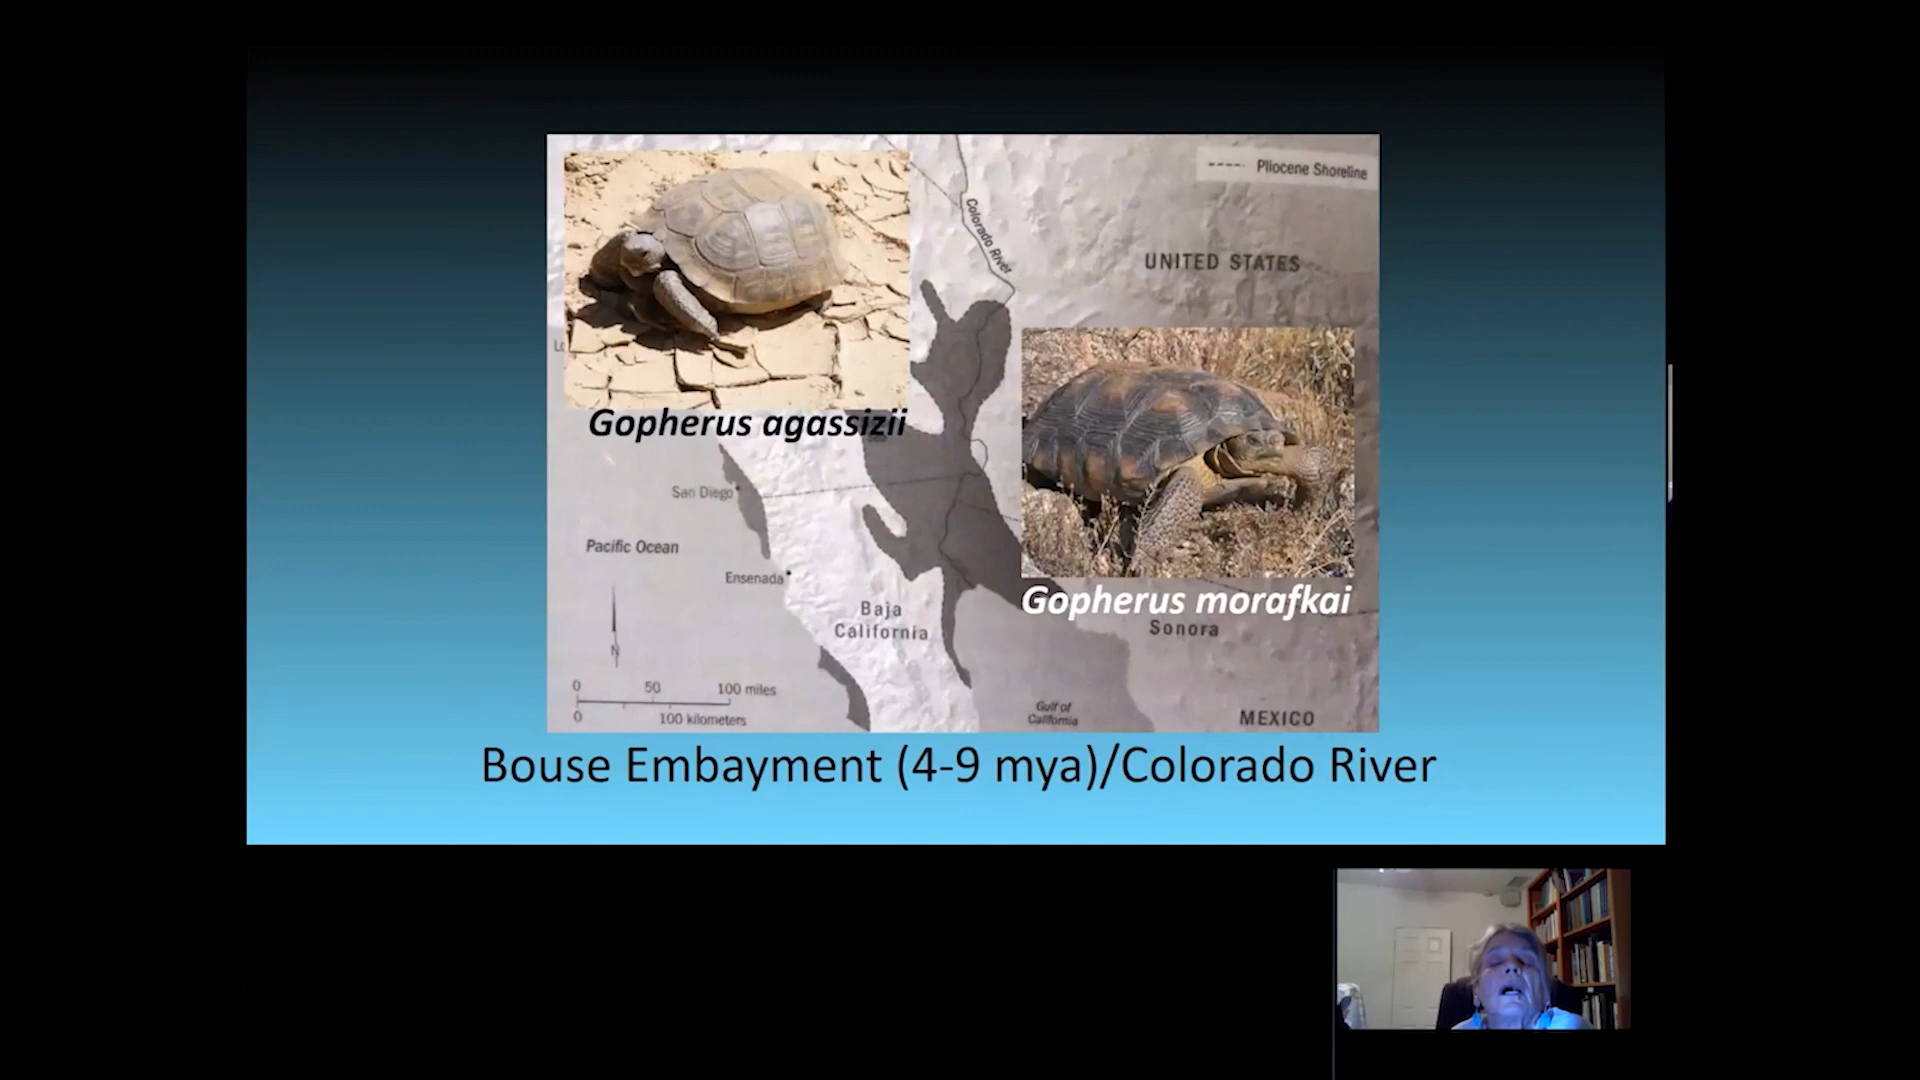 Pliocene Shoreline
Colorado River
UNITED STATES
Gopherus agassizii
San Diego
Pacific Ocean
Ensenada
Baja
California
Gopherus morafkai
Sonora
N
0 50 100 miles
0 100 kilometers
Gulf of
California
MEXICO
Bouse Embayment (4-9 mya)/Colorado River